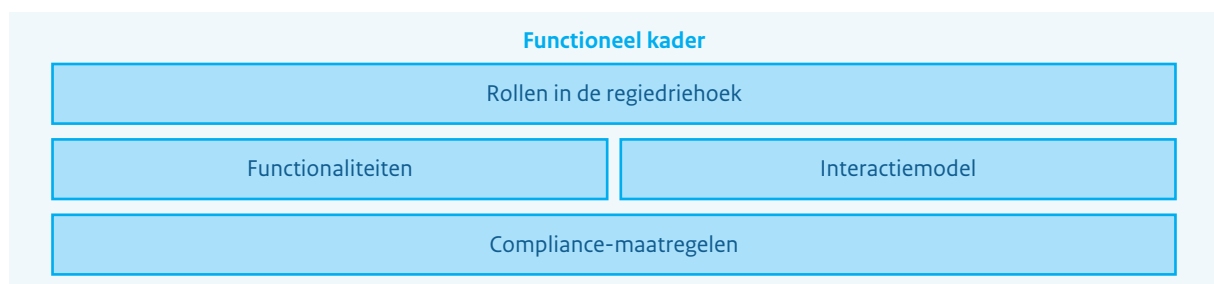 Functioneel kader
Rollen in de regiedriehoek
Functionaliteiten
Interactiemodel
Compliance-maatregelen